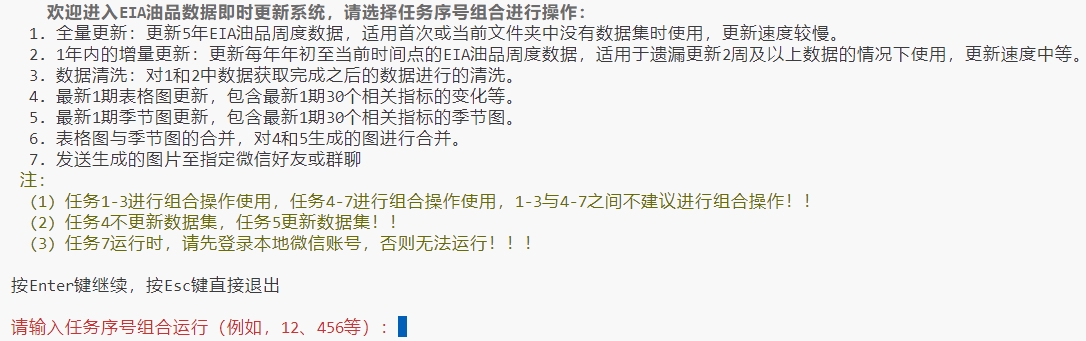 欢迎进入EIA油品数据即时更新系统，请选择任务序号组合进行操作：
1. 全量更新：更新5年EIA油品周度数据，适用首次或当前文件夹中没有数据集时使用，更新速度较慢。
2. 1年内的增量更新：更新每年年初至当前时间点的EIA油品周度数据，适用于遗漏更新2周及以上数据的情况下使用，更新速度中等。
3. 数据清洗：对1和2中数据获取完成之后的数据进行的清洗。
4. 最新1期表格图更新，包含最新1期30个相关指标的变化等。
5. 最新1期季节图更新，包含最新1期30个相关指标的季节图。
6. 表格图与季节图的合并，对4和5生成的图进行合并。
7. 发送生成的图片至指定微信好友或群聊
注：
（1）任务1-3进行组合操作使用，任务4-7进行组合操作使用，1-3与4-7之间不建议进行组合操作！！
（2）任务4不更新数据集，任务5更新数据集！！
（3）任务7运行时，请先登录本地微信账号，否则无法运行！！！
按Enter键继续，按Esc键直接退出
请输入任务序号组合运行（例如，12、456等）：